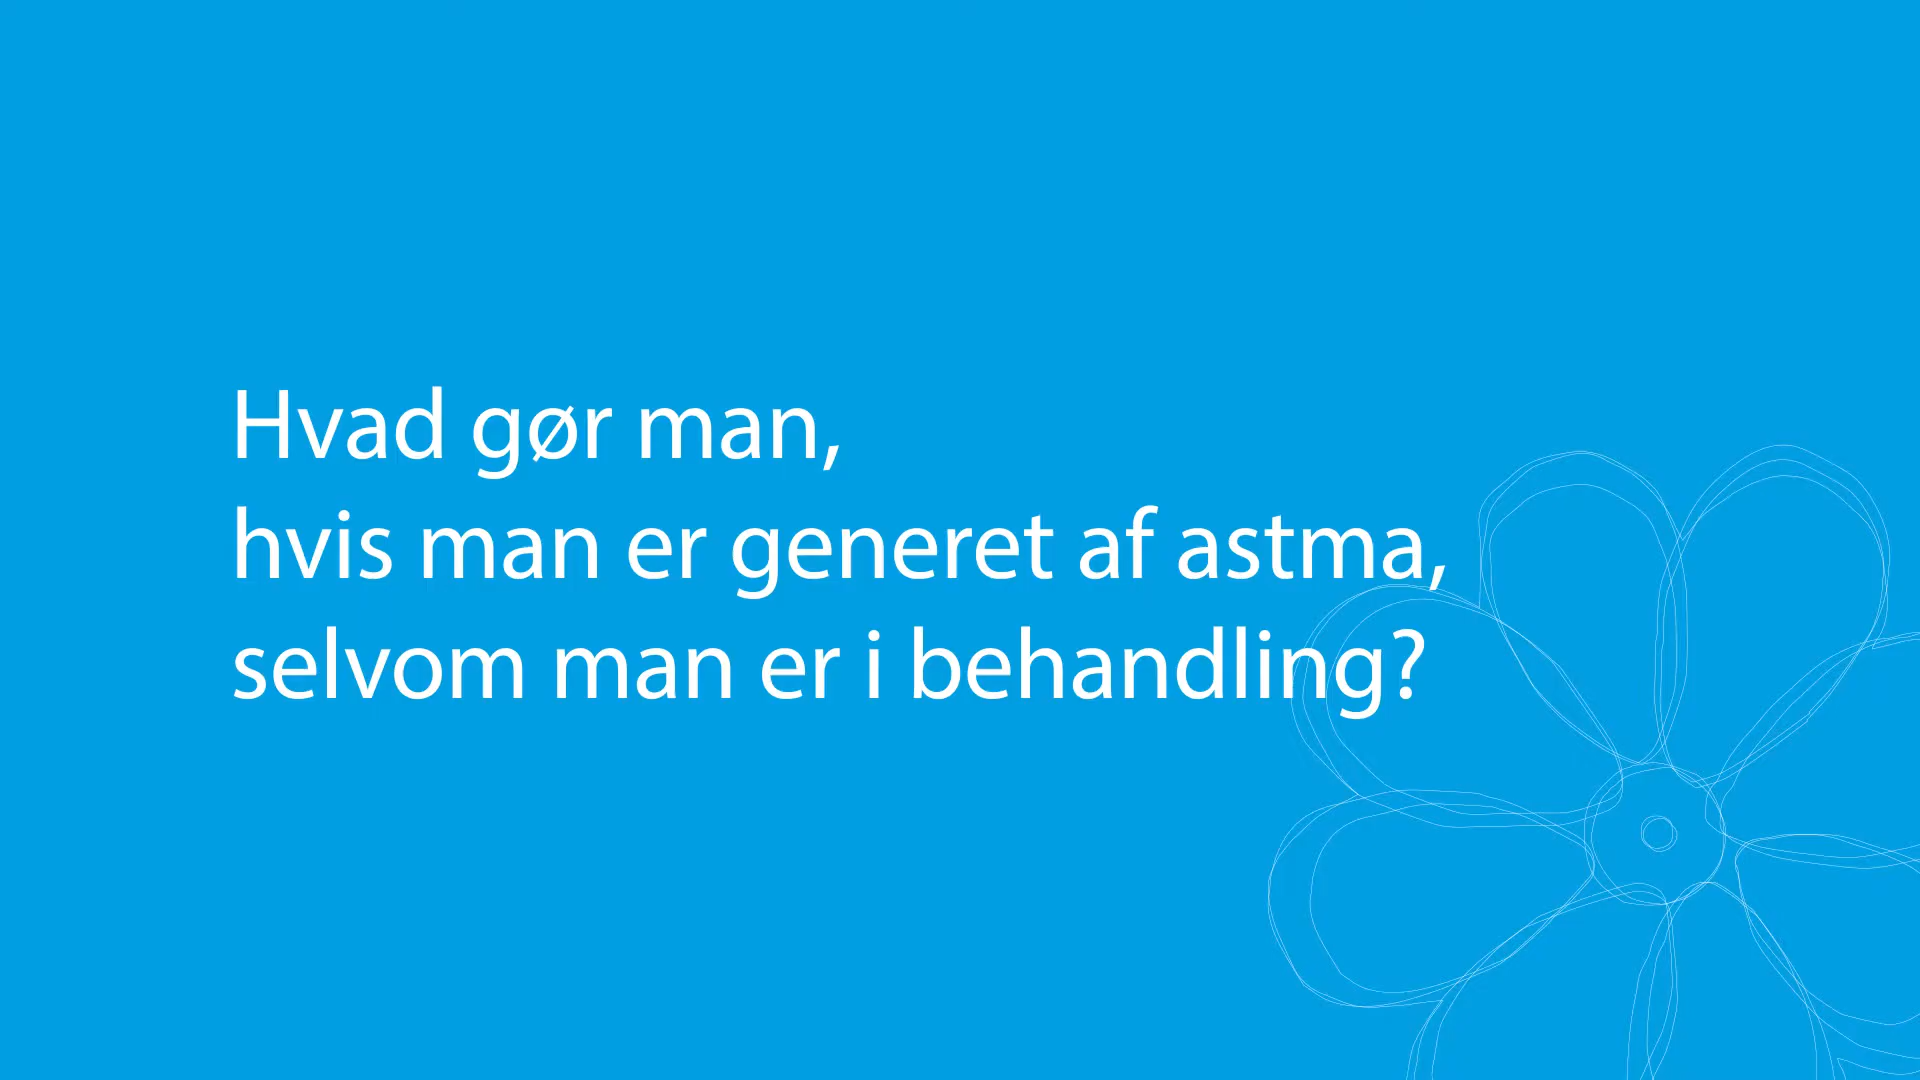 Hvad gør man,
hvis man er generet af astma,
selvom man er i behandling?